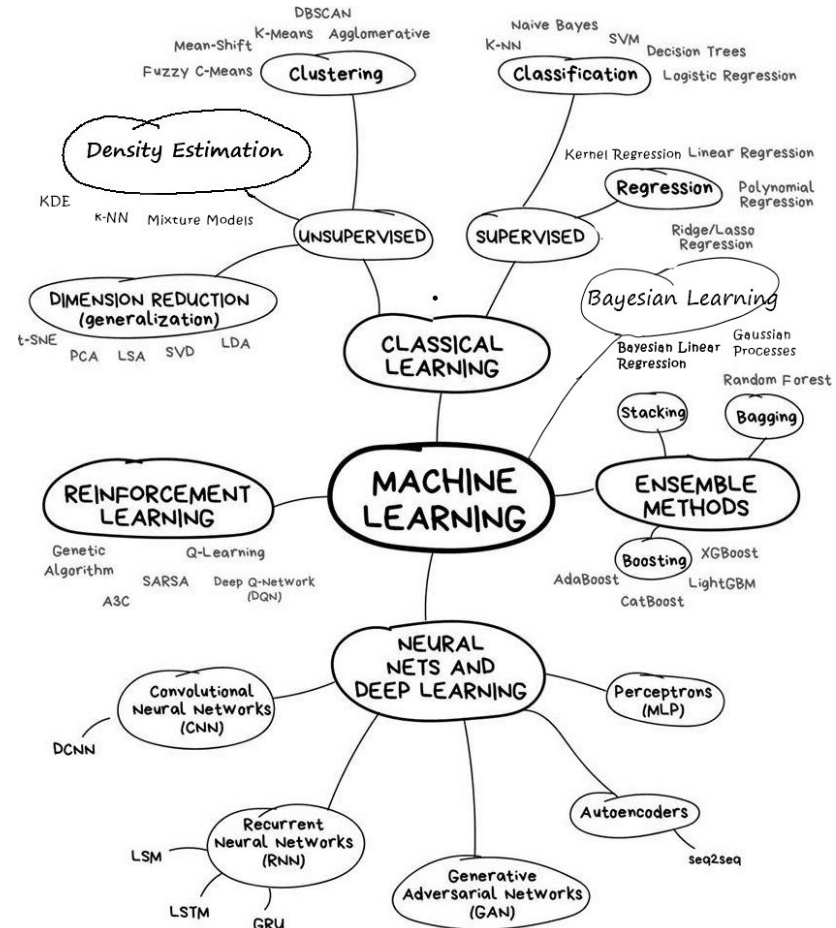 DBSCAN
K-Means Agglomerative
Mean-Shift
Fuzzy C-Means
Clustering
Naive Bayes
K-NN
SVM
Decision Trees
Classification
Logistic Regression
Density Estimation
KDE
K-NN
Mixture Models
Kernel Regression Linear Regression
Regression
Polynomial
Regression
Ridge/Lasso
Regression
UNSUPERVISED
SUPERVISED
DIMENSION REDUCTION
(generalization)
t-SNE
PCA
LSA
SVD
LDA
Bayesian Learning
Bayesian Linear
Regression
Gaussian
Processes
CLASSICAL
LEARNING
Random Forest
Stacking
Bagging
MACHINE
LEARNING
REINFORCEMENT
LEARNING
Genetic
Algorithm
Q-Learning
SARSA
Deep Q-Network
(DQN)
A3C
ENSEMBLE
METHODS
Boosting
XGBoost
AdaBoost
LightGBM
CatBoost
NEURAL
NETS AND
DEEP LEARNING
Convolutional
Neural Networks
(CNN)
DCNN
Perceptrons
(MLP)
Recurrent
Neural Networks
(RNN)
LSM
LSTM
GRU
Autoencoders
seq2seq
Generative
Adversarial Networks
(GAN)